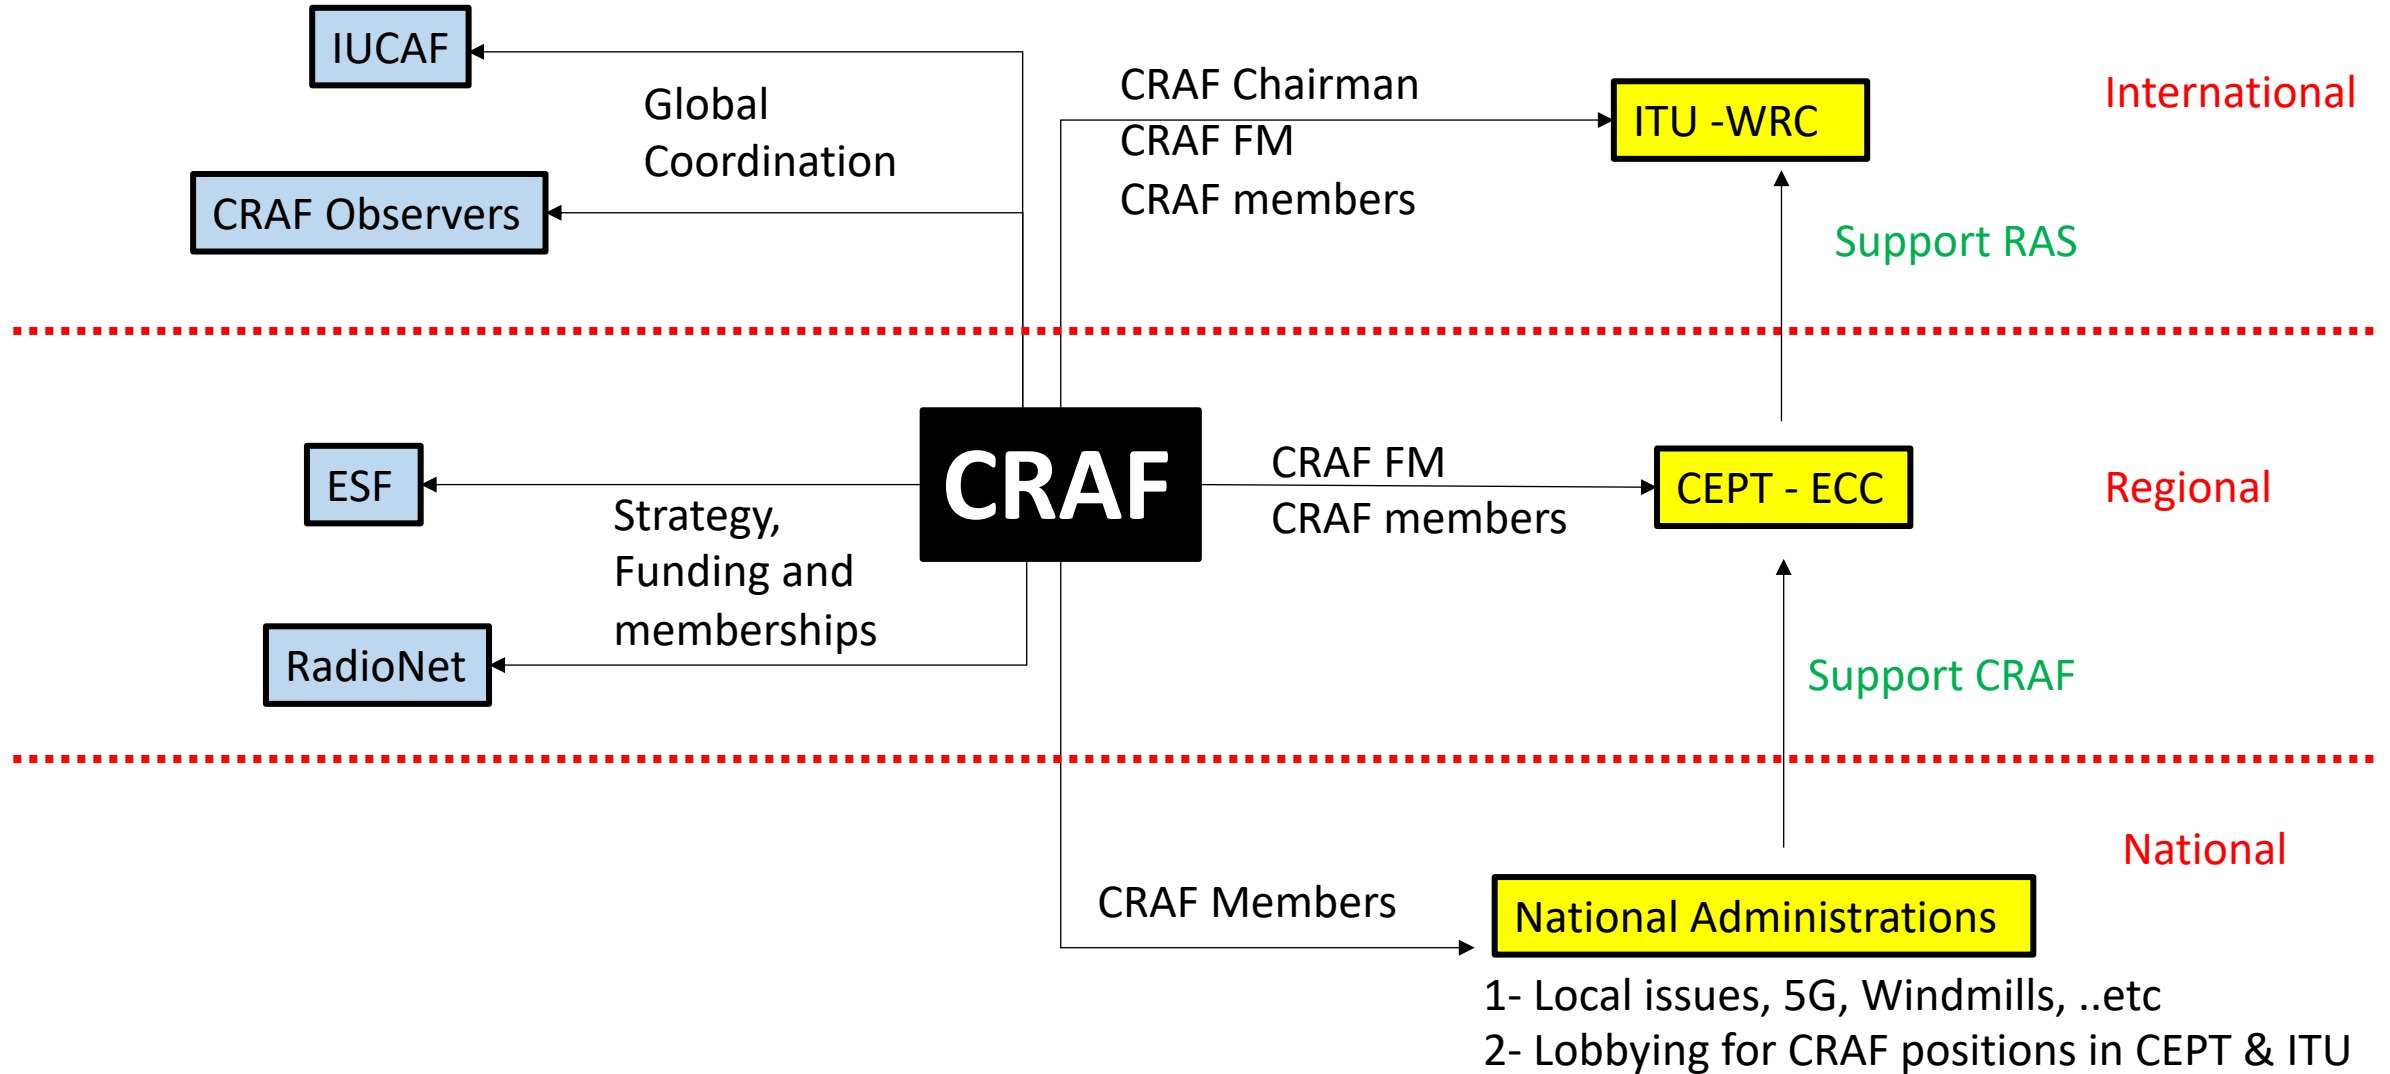 IUCAF
Global
Coordination
CRAF Observers
CRAF Chairman
CRAF FM
CRAF members
ITU -WRC
International
Support RAS
ESF
Strategy,
Funding and
memberships
RadioNet
CRAF
CRAF FM
CRAF members
CEPT - ECC
Regional
Support CRAF
National
CRAF Members
National Administrations
1- Local issues, 5G, Windmills, ..etc
2- Lobbying for CRAF positions in CEPT & ITU